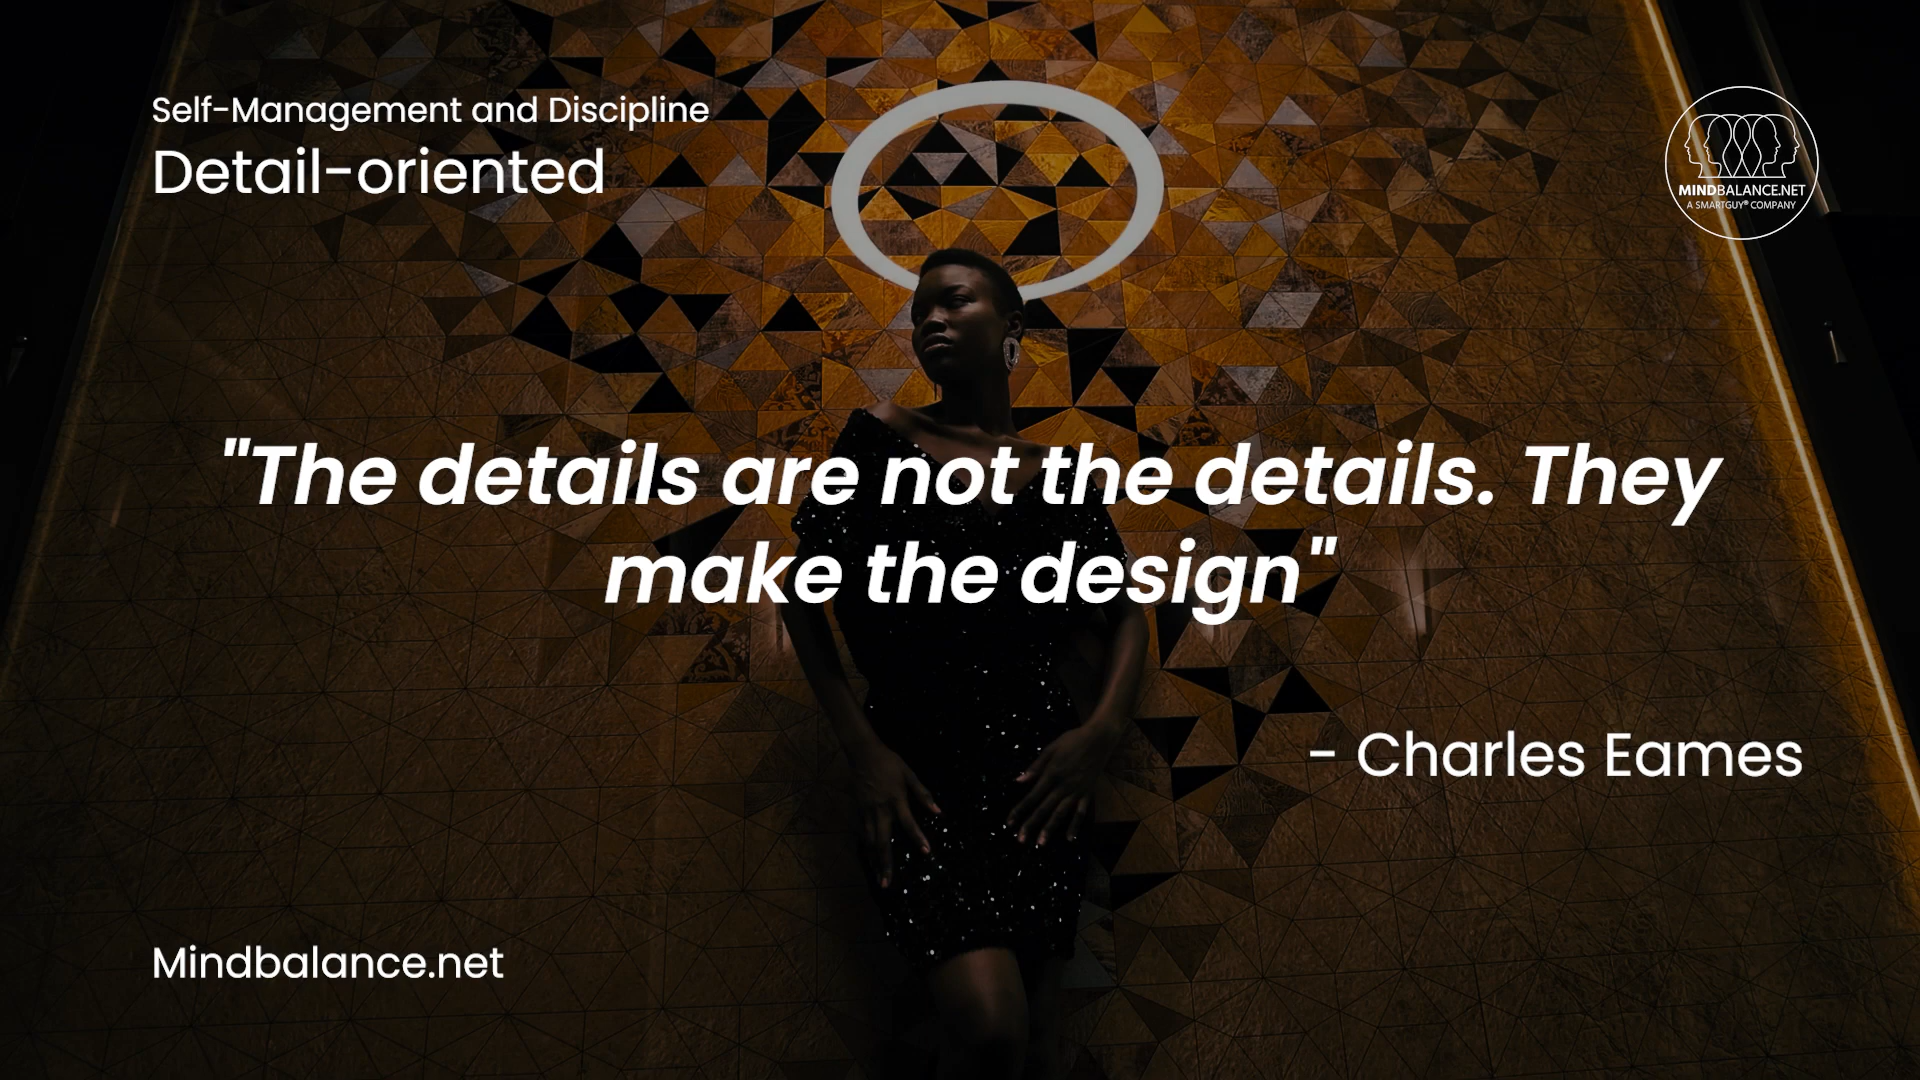 Self-Management and Discipline
Detail-oriented
MINDBALANCE.NET
A SMARTGUY® COMPANY
"The details are not the details. They
make the design"
- Charles Eames
Mindbalance.net